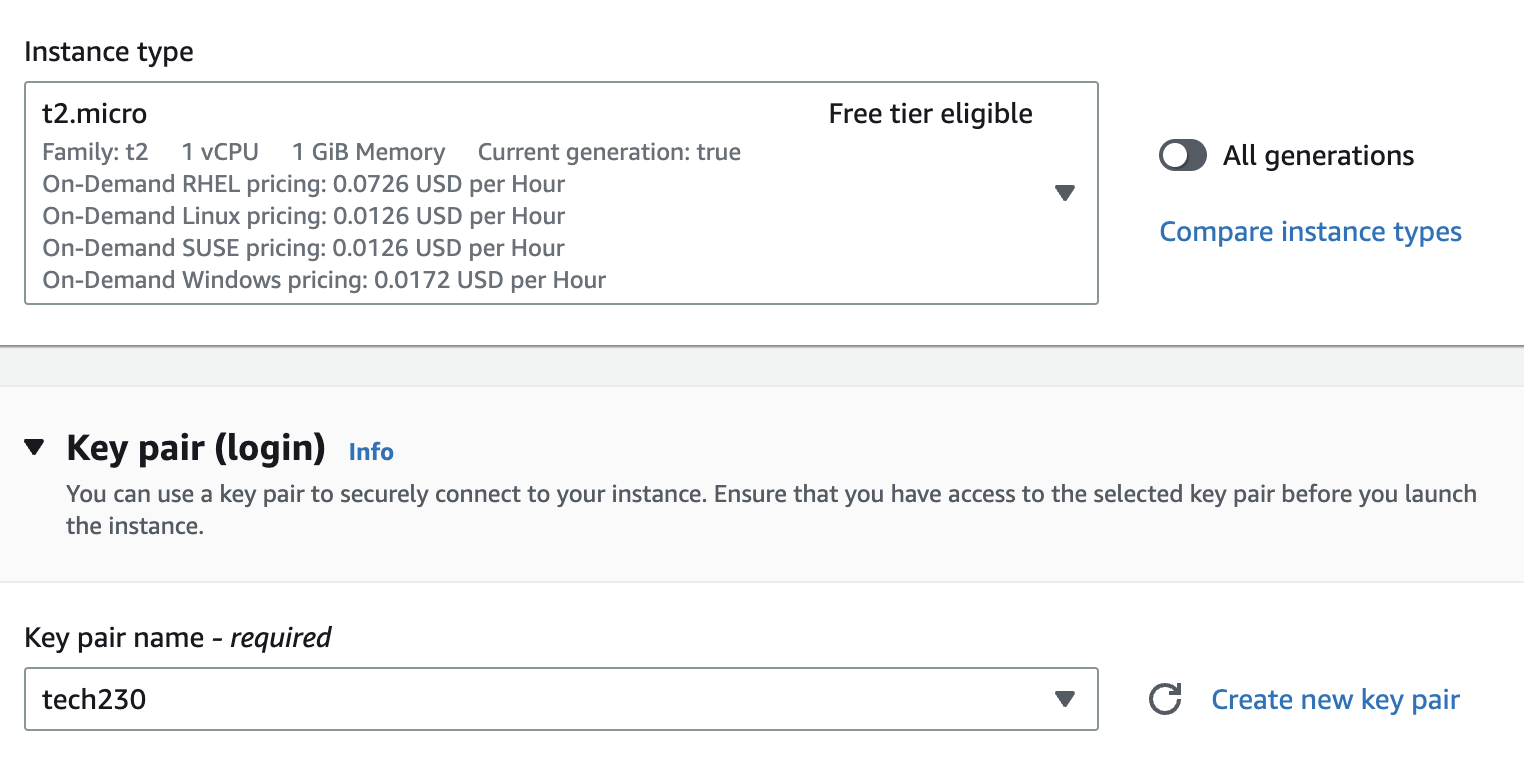 Instance type
t2.micro Free tier eligible
Family: t2 1 vCPU 1 GiB Memory Current generation: true
On-Demand RHEL pricing: 0.0726 USD per Hour
On-Demand Linux pricing: 0.0126 USD per Hour
On-Demand SUSE pricing: 0.0126 USD per Hour
On-Demand Windows pricing: 0.0172 USD per Hour
All generations
Compare instance types
Key pair (login) Info
You can use a key pair to securely connect to your instance. Ensure that you have access to the selected key pair before you launch
the instance.
Key pair name - required
tech230
Create new key pair